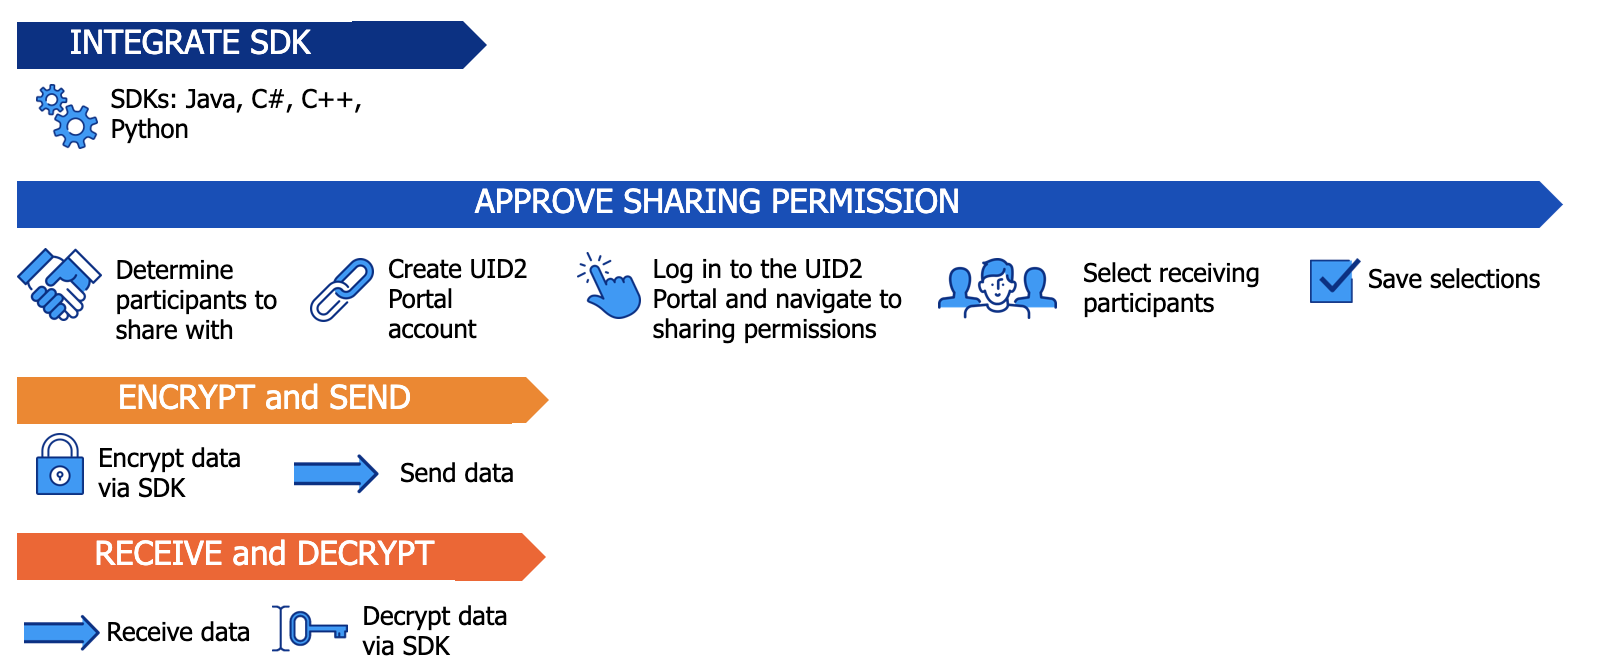 INTEGRATE SDK
SDKs: Java, C#, C++,
Python
APPROVE SHARING PERMISSION
Determine
participants to
share with
Create UID2
Portal
account
Log in to the UID2
Portal and navigate to
sharing permissions
Select receiving
participants
Save selections
ENCRYPT and SEND
Encrypt data
via SDK
Send data
RECEIVE and DECRYPT
Receive data
Decrypt data
via SDK